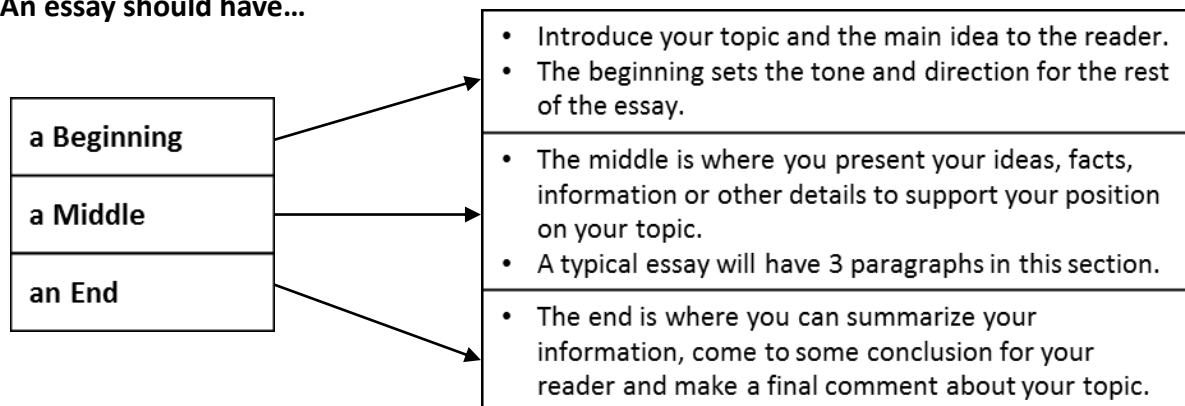 An essay should have…
a Beginning
a Middle
an End
• Introduce your topic and the main idea to the reader.
• The beginning sets the tone and direction for the rest
of the essay.
• The middle is where you present your ideas, facts,
information or other details to support your position
on your topic.
• A typical essay will have 3 paragraphs in this section.
• The end is where you can summarize your
information, come to some conclusion for your
reader and make a final comment about your topic.